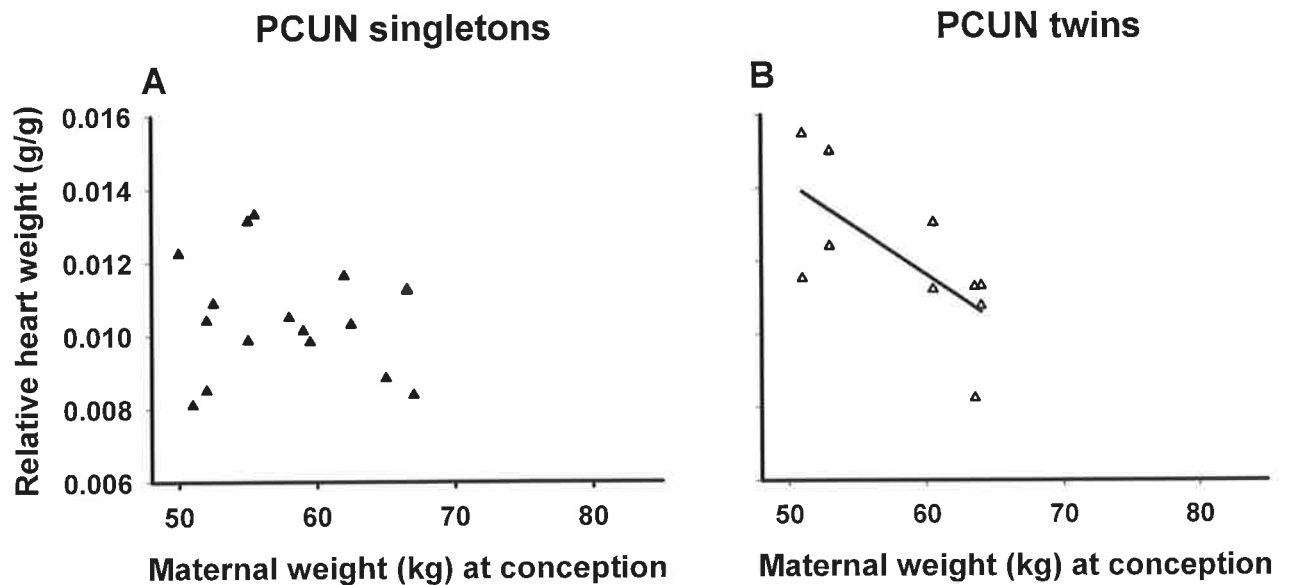 PCUN singletons
PCUN twins
A
B
Relative heart weight (g/g)
0.016
0.014
0.012
0.010
0.008
0.006
50 60 70 80
50 60 70 80
Maternal weight (kg) at conception
Maternal weight (kg) at conception